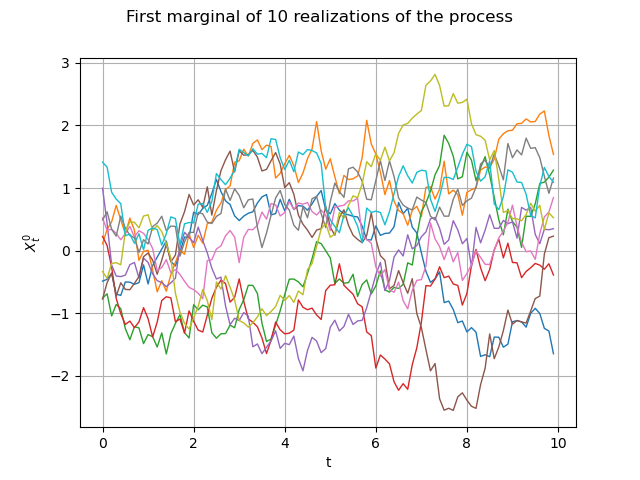 First marginal of 10 realizations of the process
3
2
1
0
−1
−2
X_t^0
0 2 4 6 8 10
t